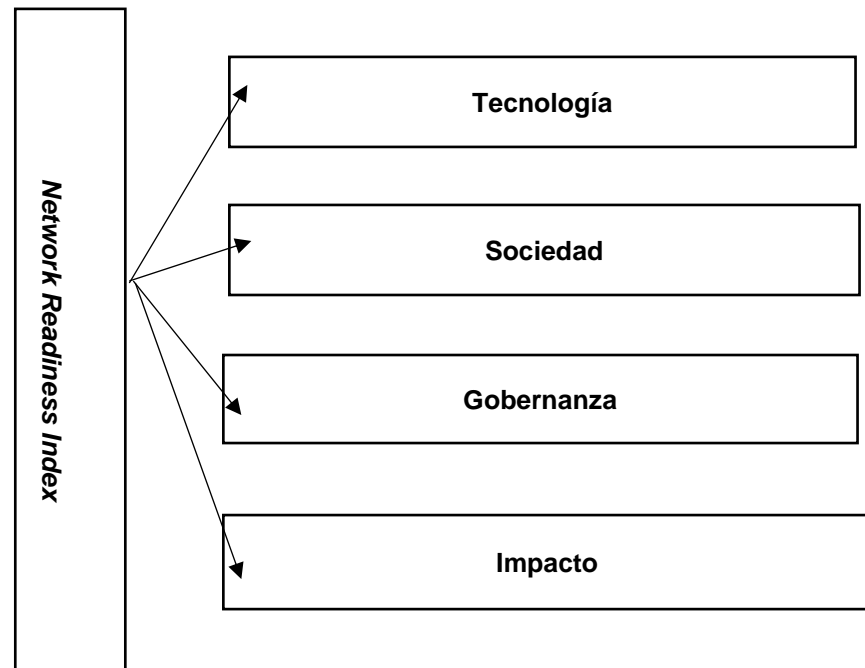 Network Readiness Index
Tecnología
Sociedad
Gobernanza
Impacto